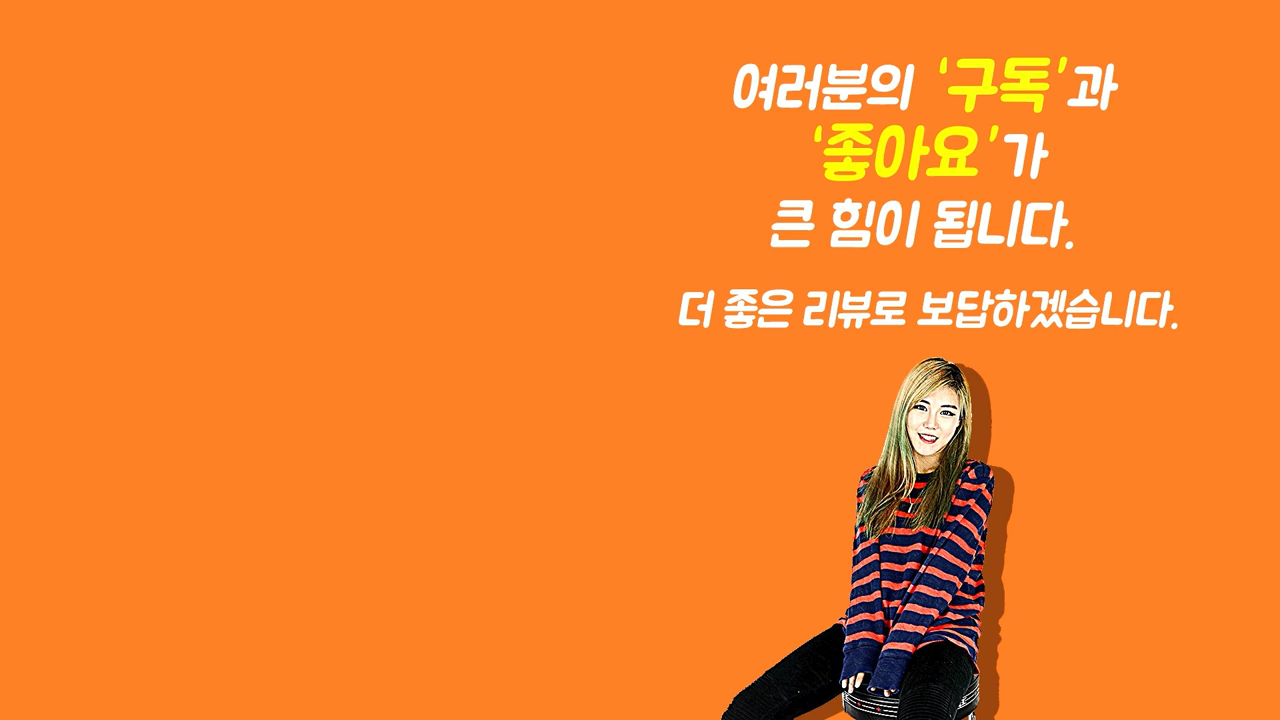 여러분의 '구독'과
'좋아요'가
큰 힘이 됩니다.
더 좋은 리뷰로 보답하겠습니다.